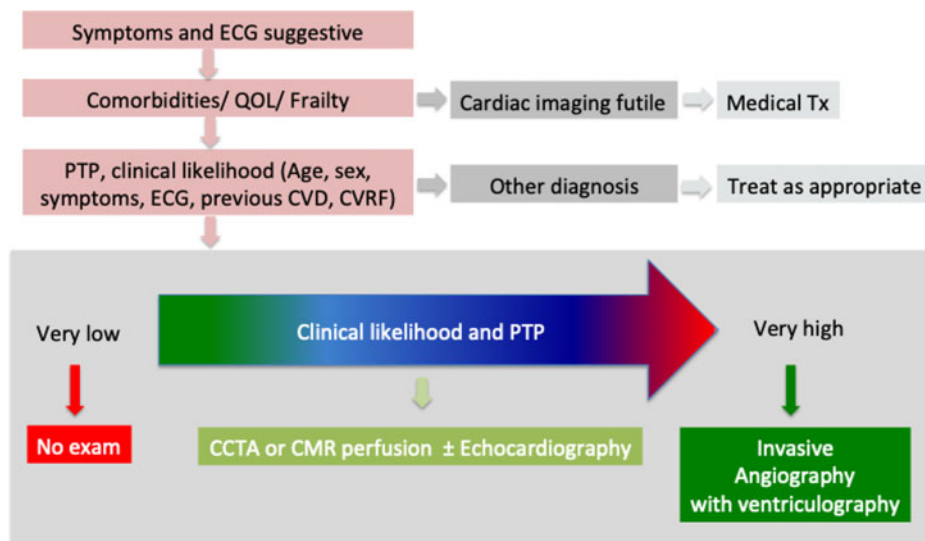 Symptoms and ECG suggestive
Comorbidities/ QOL/ Frailty
Cardiac imaging futile
Medical Tx
PTP, clinical likelihood (Age, sex,
symptoms, ECG, previous CVD, CVRF)
Other diagnosis
Treat as appropriate
Very low
Clinical likelihood and PTP
Very high
No exam
CCTA or CMR perfusion ± Echocardiography
Invasive
Angiography
with ventriculography